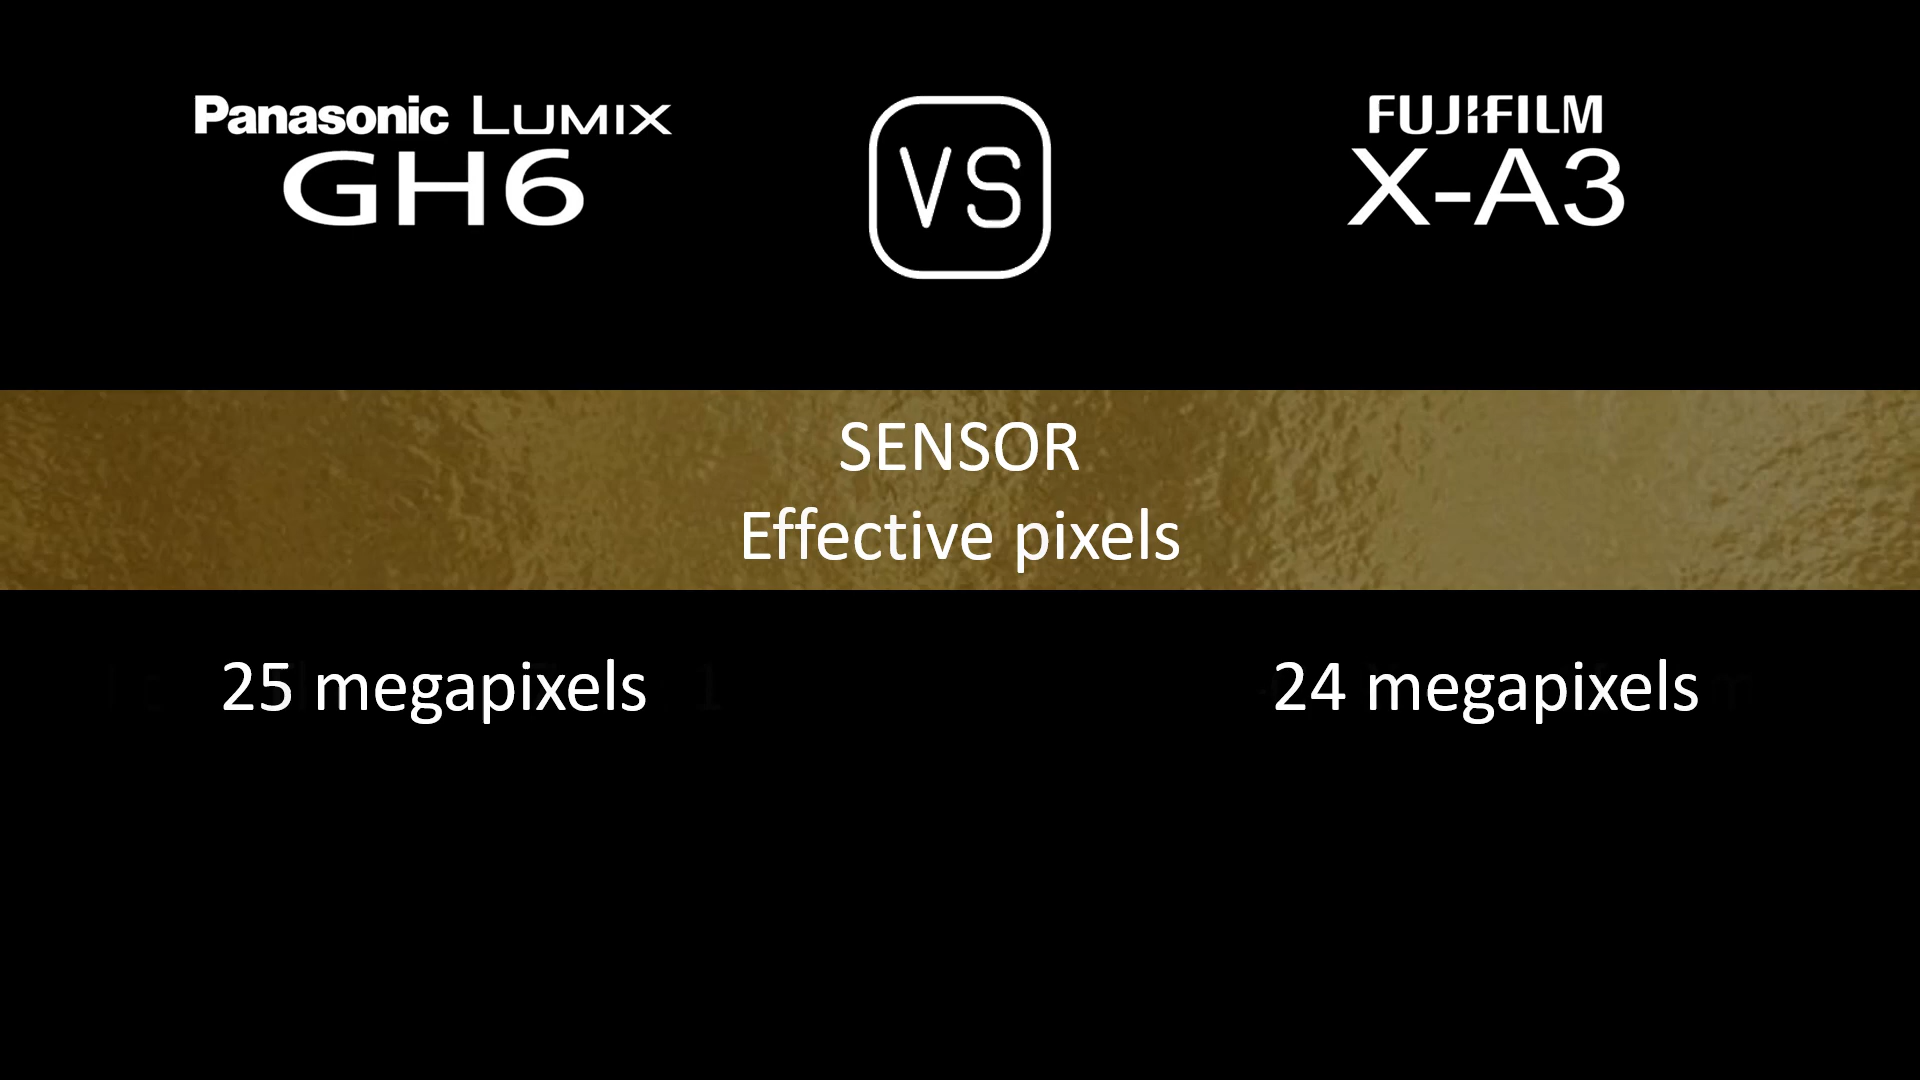 Panasonic LUMIX
GH6
VS
FUJIFILM
X-A3
SENSOR
Effective pixels
25 megapixels
24 megapixels